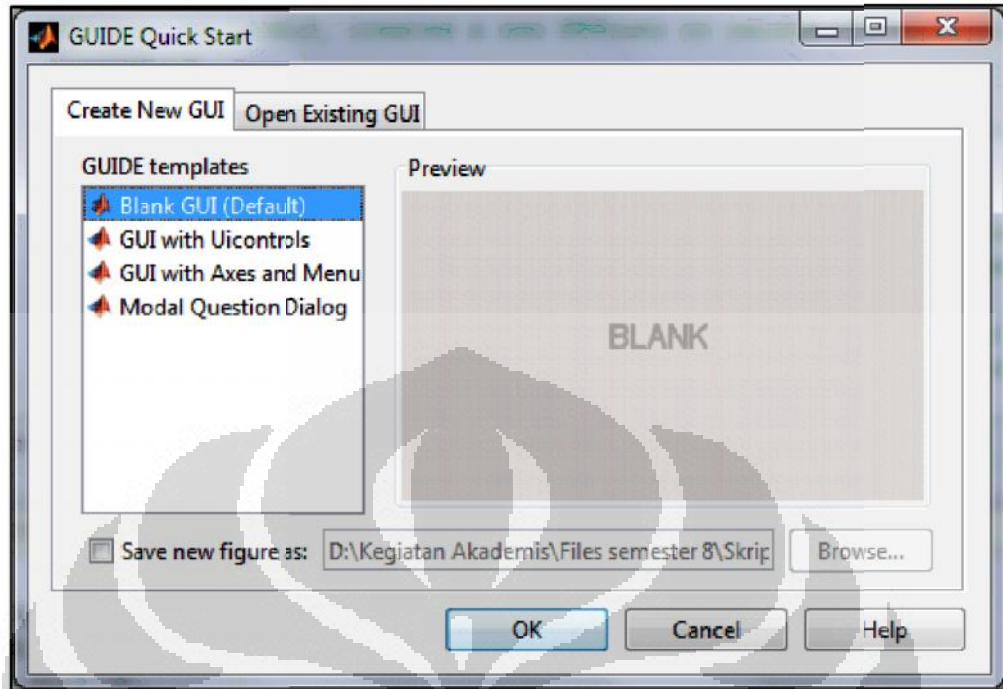 GUIDE Quick Start
Create New GUI
Open Existing GUI
GUIDE templates
Preview
Blank GUI (Default)
GUI with Uicontrols
GUI with Axes and Menu
Modal Question Dialog
BLANK
Save new figure as:
D:\Kegiatan Akademis\Files semester 8\Skrip
Browse...
OK
Cancel
Help